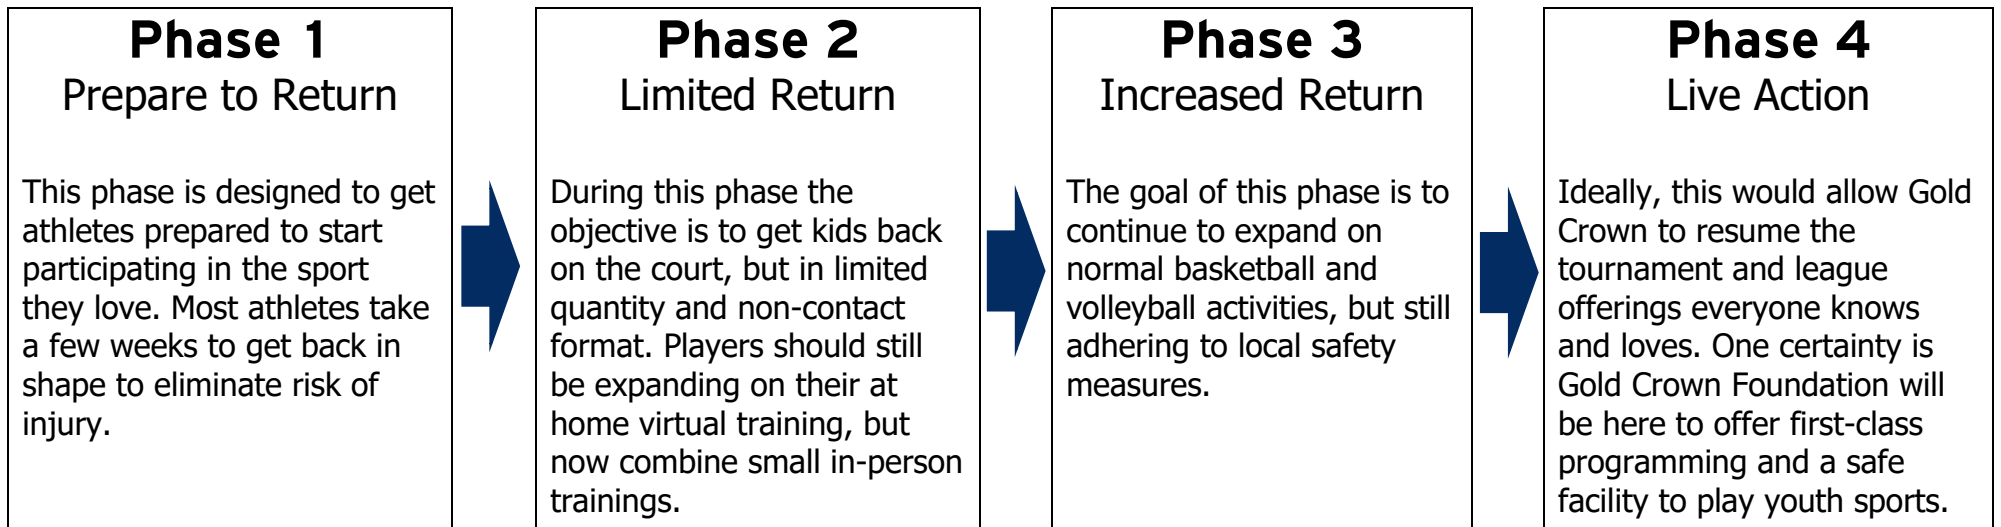 Phase 1
Prepare to Return
This phase is designed to get
athletes prepared to start
participating in the sport
they love. Most athletes take
a few weeks to get back in
shape to eliminate risk of
injury.
Phase 2
Limited Return
During this phase the
objective is to get kids back
on the court, but in limited
quantity and non-contact
format. Players should still
be expanding on their at
home virtual training, but
now combine small in-person
trainings.
Phase 3
Increased Return
The goal of this phase is to
continue to expand on
normal basketball and
volleyball activities, but still
adhering to local safety
measures.
Phase 4
Live Action
Ideally, this would allow Gold
Crown to resume the
tournament and league
offerings everyone knows
and loves. One certainty is
Gold Crown Foundation will
be here to offer first-class
programming and a safe
facility to play youth sports.